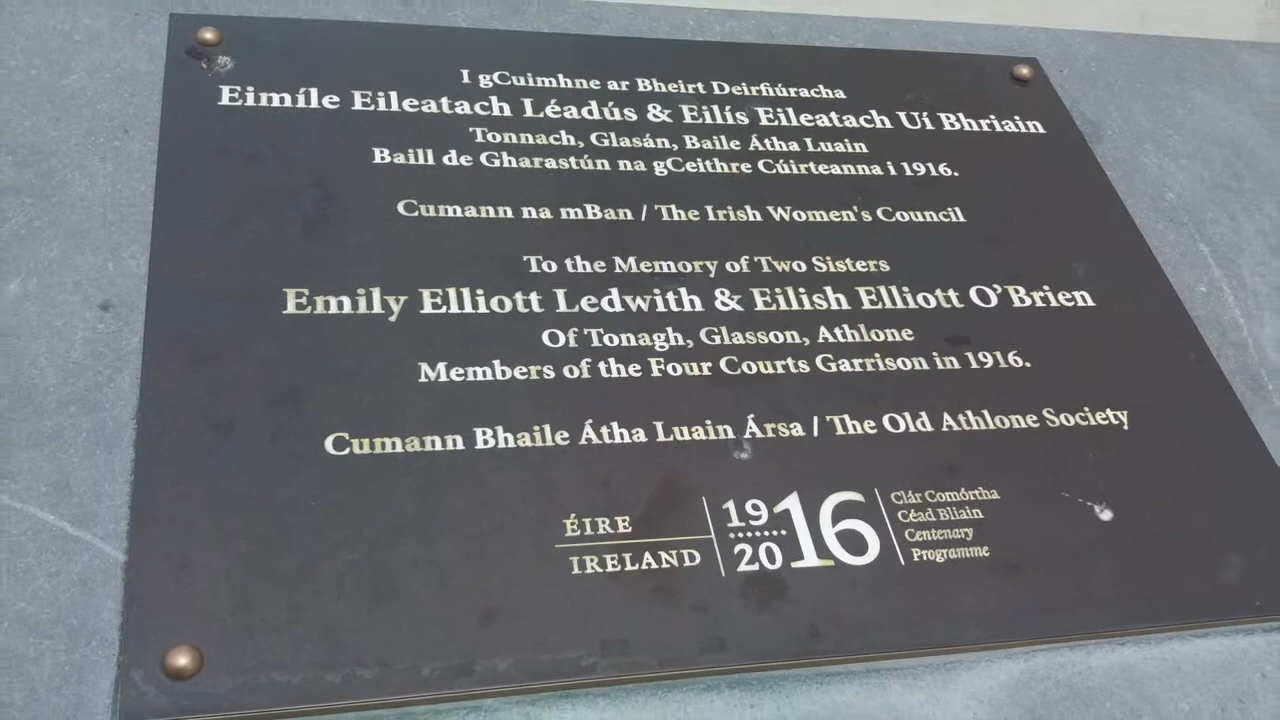 I gCuimhne ar Bheirt Deirfiúracha
Eimíle Eileatach Léadús & Eilís Eileatach Uí Bhriain
Tonnach, Glasán, Baile Átha Luain
Baill de Gharastún na gCeithre Cúirteanna i 1916.
Cumann na mBan / The Irish Women's Council
To the Memory of Two Sisters
Emily Elliott Ledwith & Eilish Elliott O'Brien
Of Tonagh, Glasson, Athlone
Members of the Four Courts Garrison in 1916.
Cumann Bhaile Átha Luain Ársa / The Old Athlone Society
ÉIRE
IRELAND
19
20
16
Clár Comórtha
Céad Bliain
Centenary
Programme